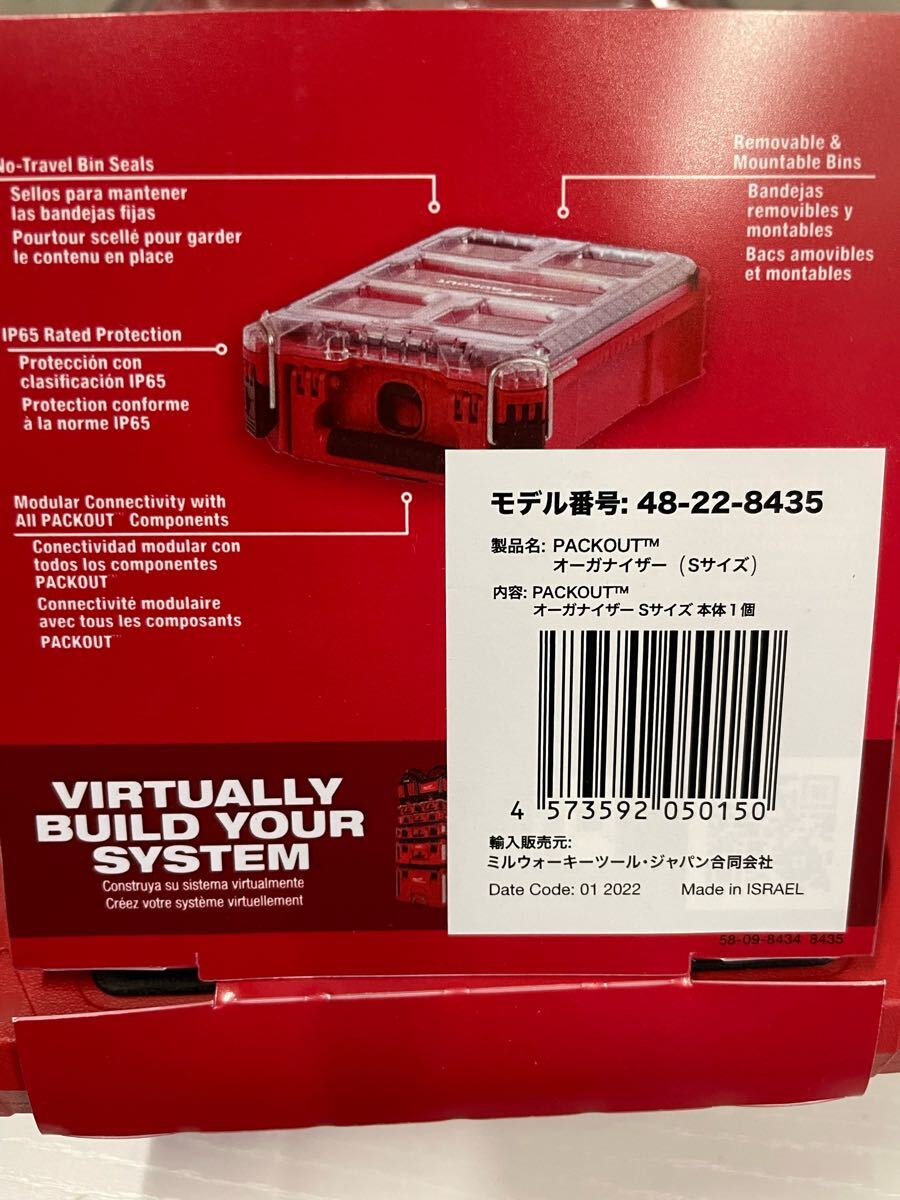 No-Travel Bin Seals
Sellos para mantener
las bandejas fijas
Pourtour scellé pour garder
le contenu en place
Removable &
Mountable Bins
Bandejas
removibles y
montables
Bacs amovibles
et montables
PACKOUT
IP65 Rated Protection
Protección con
clasificación IP65
Protection conforme
à la norme IP65
Modular Connectivity with
All PACKOUT™ Components
Conectividad modular con
todos los componentes
PACKOUT™
Connectivité modulaire
avec tous les composants
PACKOUT™
VIRTUALLY
BUILD YOUR
SYSTEM
Construya su sistema virtualmente
Créez votre système virtuellement
モデル番号: 48-22-8435
製品名: PACKOUT™
オーガナイザー (Sサイズ)
内容: PACKOUT™
オーガナイザー Sサイズ 本体1個
4 573592 050150
輸入販売元:
ミルウォーキーツール・ジャパン合同会社
Date Code: 01 2022 Made in ISRAEL
58-09-8434 8435